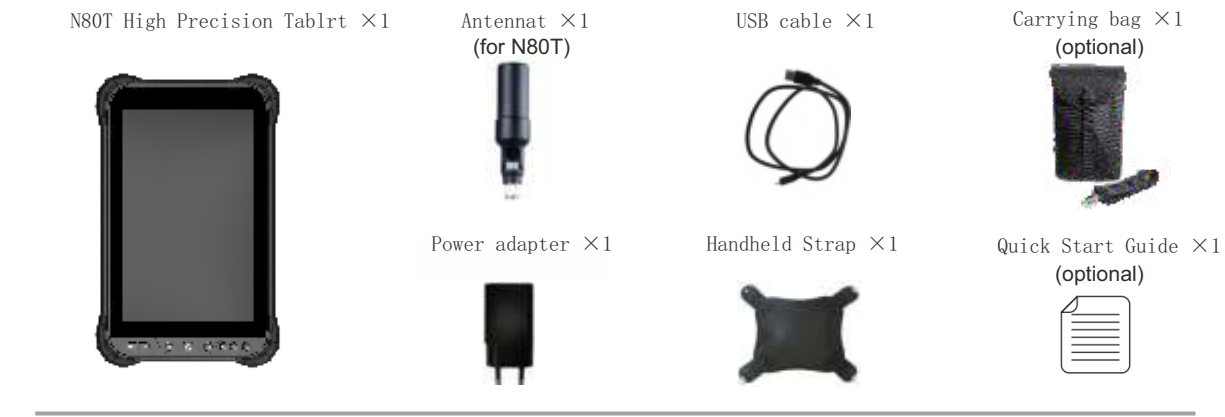 N80T High Precision Tablrt ×1
Antennat ×1
(for N80T)
USB cable ×1
Carrying bag ×1
(optional)
Power adapter ×1
Handheld Strap ×1
Quick Start Guide ×1
(optional)